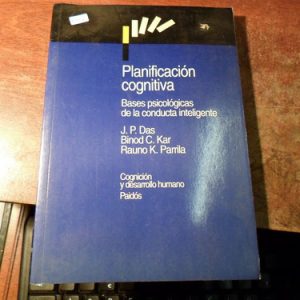 Planificación
cognitiva
Bases psicológicas
de la conducta inteligente
J. P. Das
Binod C. Kar
Rauno K. Parrila
Cognición
y desarrollo humano
Paidós